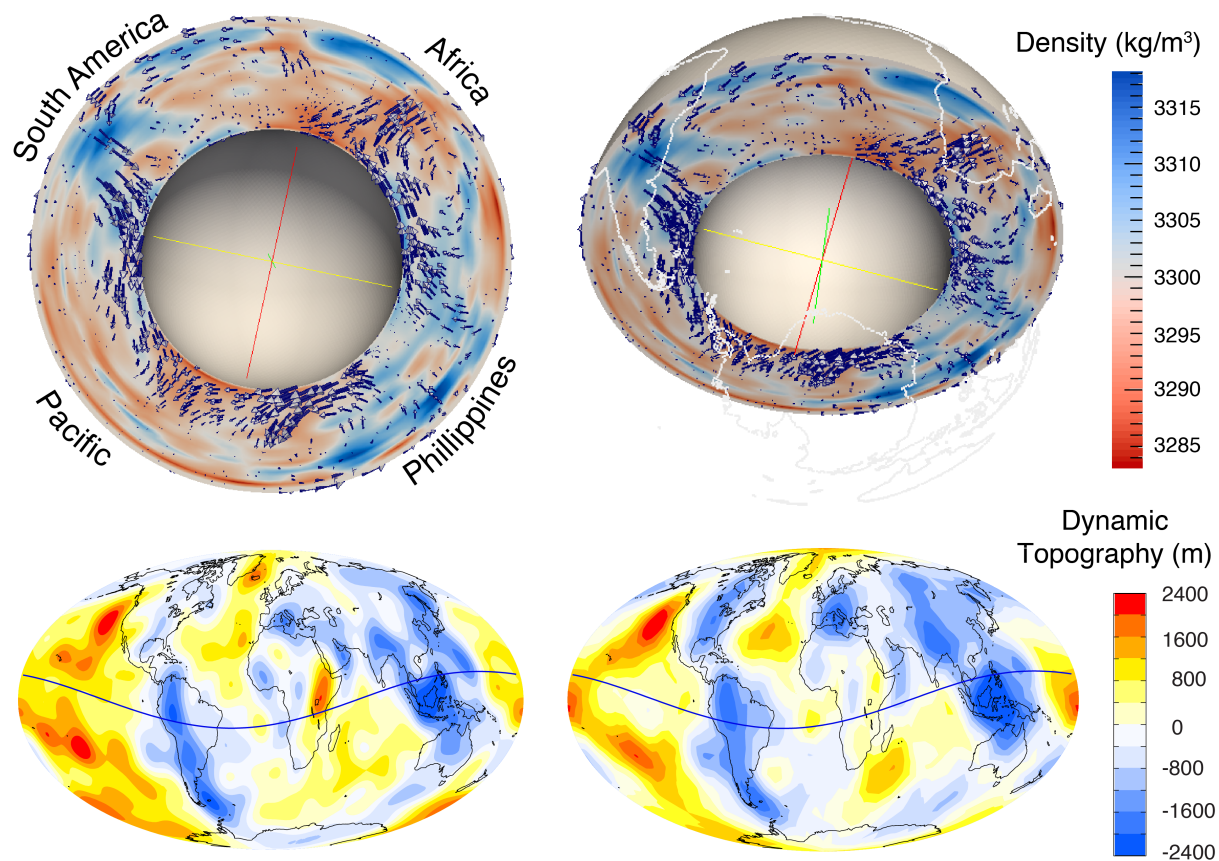 South America
Africa
Pacific
Phillippines
Density (kg/m³)
3315
3310
3305
3300
3295
3290
3285
Dynamic
Topography (m)
2400
1600
800
0
-800
-1600
-2400